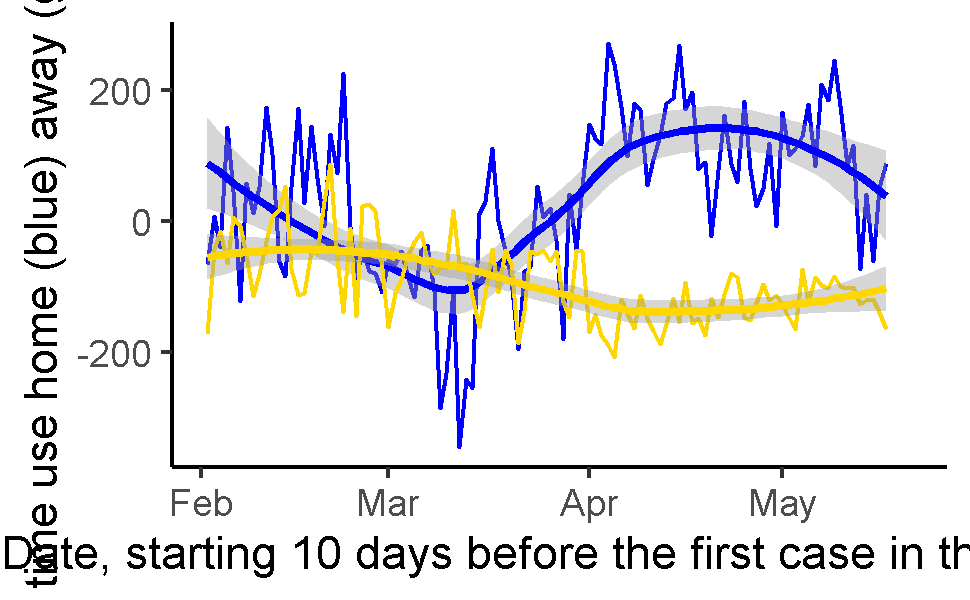 time use home (blue) away (
200
0
-200
Feb Mar Apr May
Date, starting 10 days before the first case in th